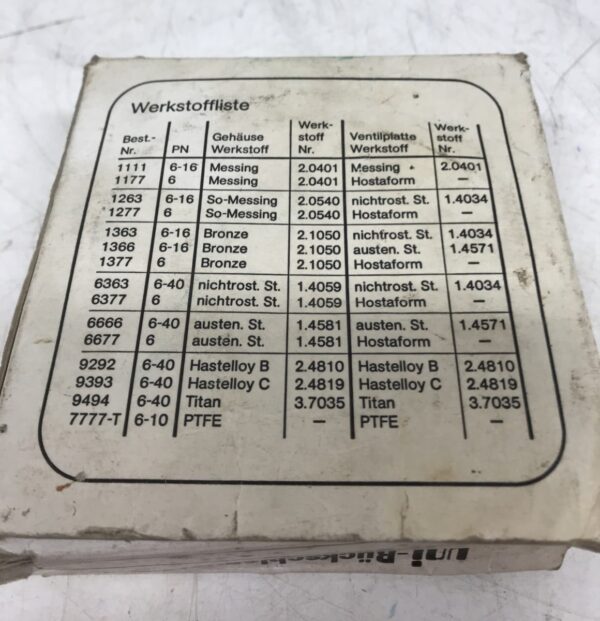 Werkstoffliste
Best.-Nr. PN Gehäuse Werkstoff Werk-stoff Nr. Ventilplatte Werkstoff Werk-stoff Nr.
1111 6-16 Messing 2.0401 Messing 2.0401
1177 6 Messing 2.0401 Hostaform –
1263 6-16 So-Messing 2.0540 nichtrost. St. 1.4034
1277 6 So-Messing 2.0540 Hostaform –
1363 6-16 Bronze 2.1050 nichtrost. St. 1.4034
1366 6-16 Bronze 2.1050 austen. St. 1.4571
1377 6 Bronze 2.1050 Hostaform –
6363 6-40 nichtrost. St. 1.4059 nichtrost. St. 1.4034
6377 6 nichtrost. St. 1.4059 Hostaform –
6666 6-40 austen. St. 1.4581 austen. St. 1.4571
6677 6 austen. St. 1.4581 Hostaform –
9292 6-40 Hastelloy B 2.4810 Hastelloy B 2.4810
9393 6-40 Hastelloy C 2.4819 Hastelloy C 2.4819
9494 6-40 Titan 3.7035 Titan 3.7035
7777-T 6-10 PTFE – PTFE –